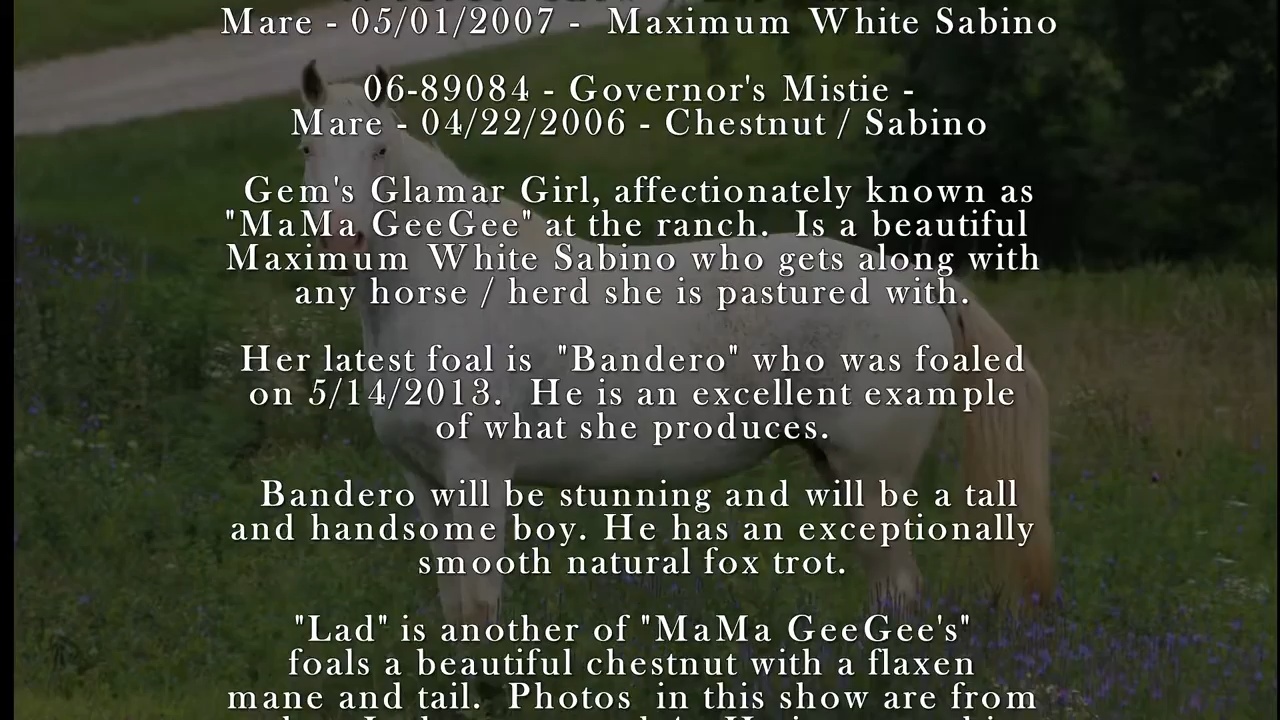 Mare - 05/01/2007 - Maximum White Sabino
06-89084 - Governor's Mistie -
Mare - 04/22/2006 - Chestnut / Sabino
Gem's Glamar Girl, affectionately known as
"MaMa GeeGee" at the ranch. Is a beautiful
Maximum White Sabino who gets along with
any horse / herd she is pastured with.
Her latest foal is "Bandero" who was foaled
on 5/14/2013. He is an excellent example
of what she produces.
Bandero will be stunning and will be a tall
and handsome boy. He has an exceptionally
smooth natural fox trot.
"Lad" is another of "MaMa GeeGee's"
foals a beautiful chestnut with a flaxen
mane and tail. Photos in this show are from